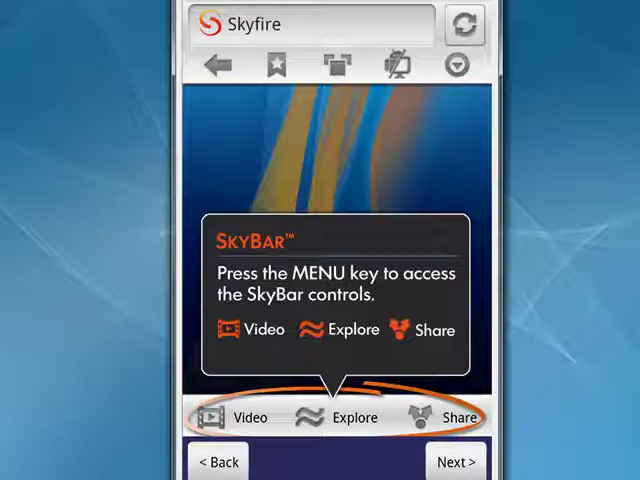 Skyfire
SKYBAR™
Press the MENU key to access
the SkyBar controls.
Video Explore Share
Video Explore Share
< Back Next >